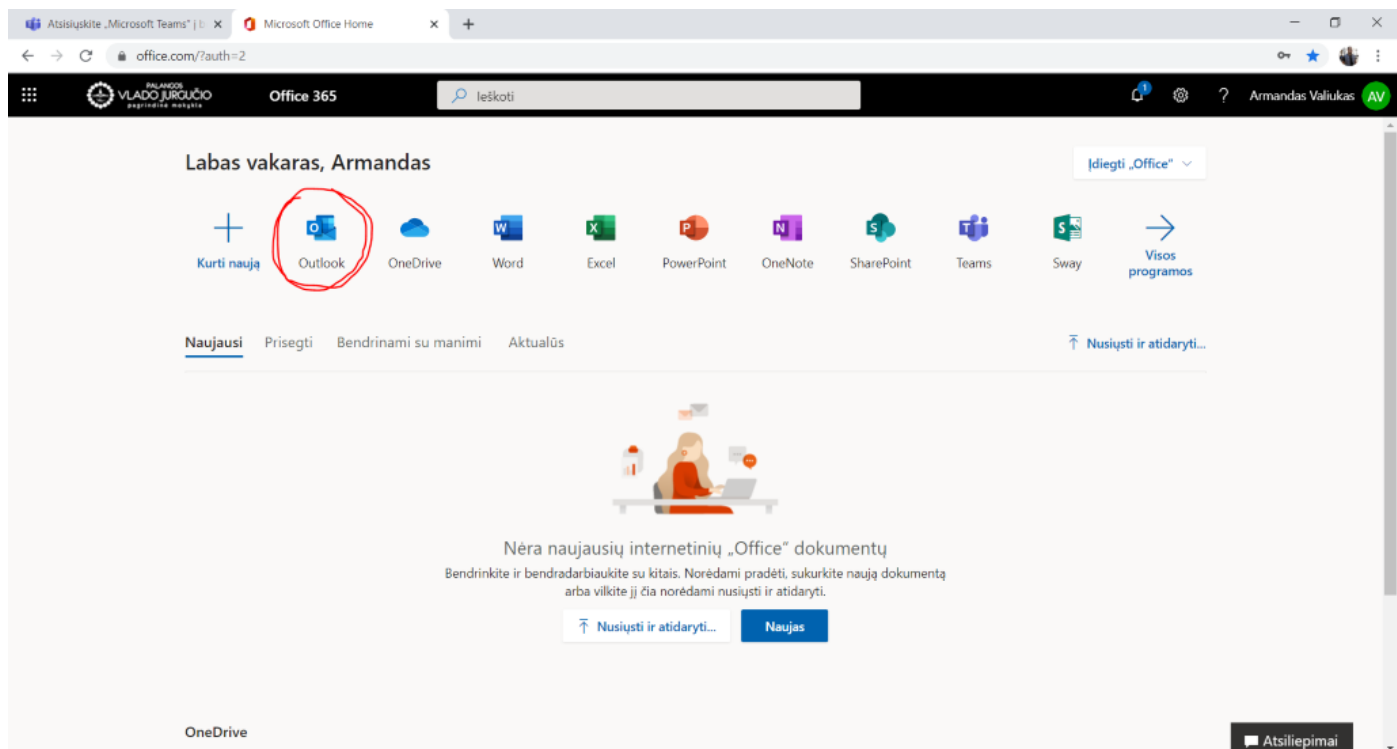 Atsisiųskite „Microsoft Teams“ į b
Microsoft Office Home
office.com/?auth=2
PALANGOS
VLADO JURGUČIO
pagrindinė mokykla
Office 365
Ieškoti
1
?
Armandas Valiukas
AV
Labas vakaras, Armandas
Įdiegti „Office“
Kurti naują
Outlook
OneDrive
Word
Excel
PowerPoint
OneNote
SharePoint
Teams
Sway
Visos
programos
Naujausi
Prisegti
Bendrinami su manimi
Aktualūs
Nusiųsti ir atidaryti...
Nėra naujausių internetinių „Office“ dokumentų
Bendrinkite ir bendradarbiaukite su kitais. Norėdami pradėti, sukurkite naują dokumentą
arba vilkite jį čia norėdami nusiųsti ir atidaryti.
Nusiųsti ir atidaryti...
Naujas
OneDrive
Atsiliepimai